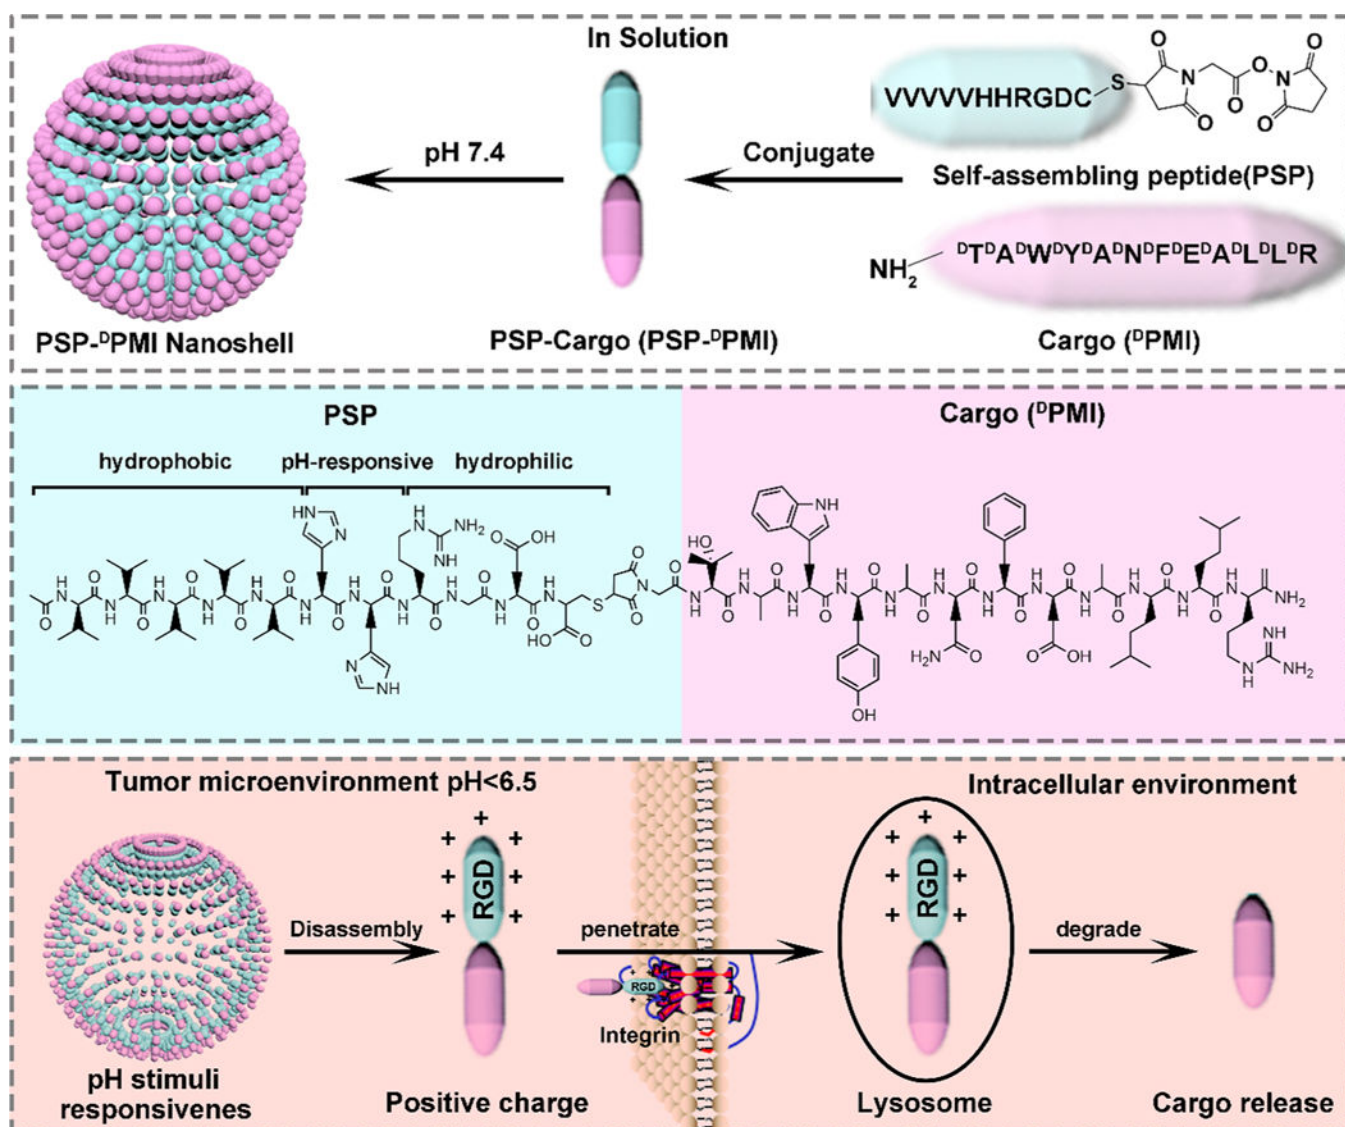 In Solution
VVVVVHHRGDC
S
O
N
O
O
O
O
N
O
O
pH 7.4
Conjugate
Self-assembling peptide(PSP)
NH2
DTDADWDYDADNDFDEDADLDLDR
PSP-DPMI Nanoshell
PSP-Cargo (PSP-DPMI)
Cargo (DPMI)
PSP
Cargo (DPMI)
hydrophobic
pH-responsive
hydrophilic
Tumor microenvironment pH<6.5
Intracellular environment
RGD
RGD
Disassembly
penetrate
degrade
RGD
Integrin
pH stimuli
responsivenes
Positive charge
Lysosome
Cargo release